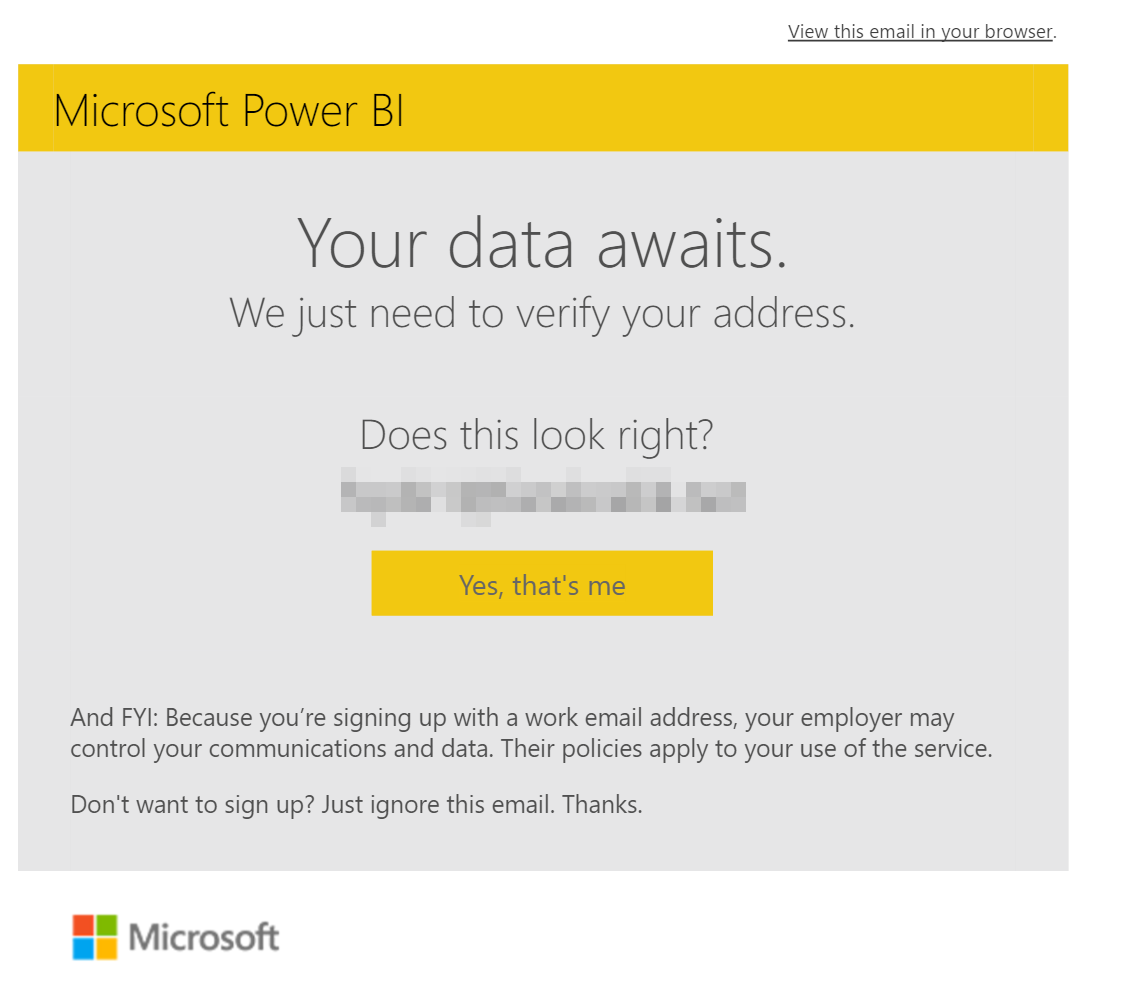 View this email in your browser.
Microsoft Power BI
Your data awaits.
We just need to verify your address.
Does this look right?
Yes, that's me
And FYI: Because you’re signing up with a work email address, your employer may
control your communications and data. Their policies apply to your use of the service.
Don't want to sign up? Just ignore this email. Thanks.
Microsoft